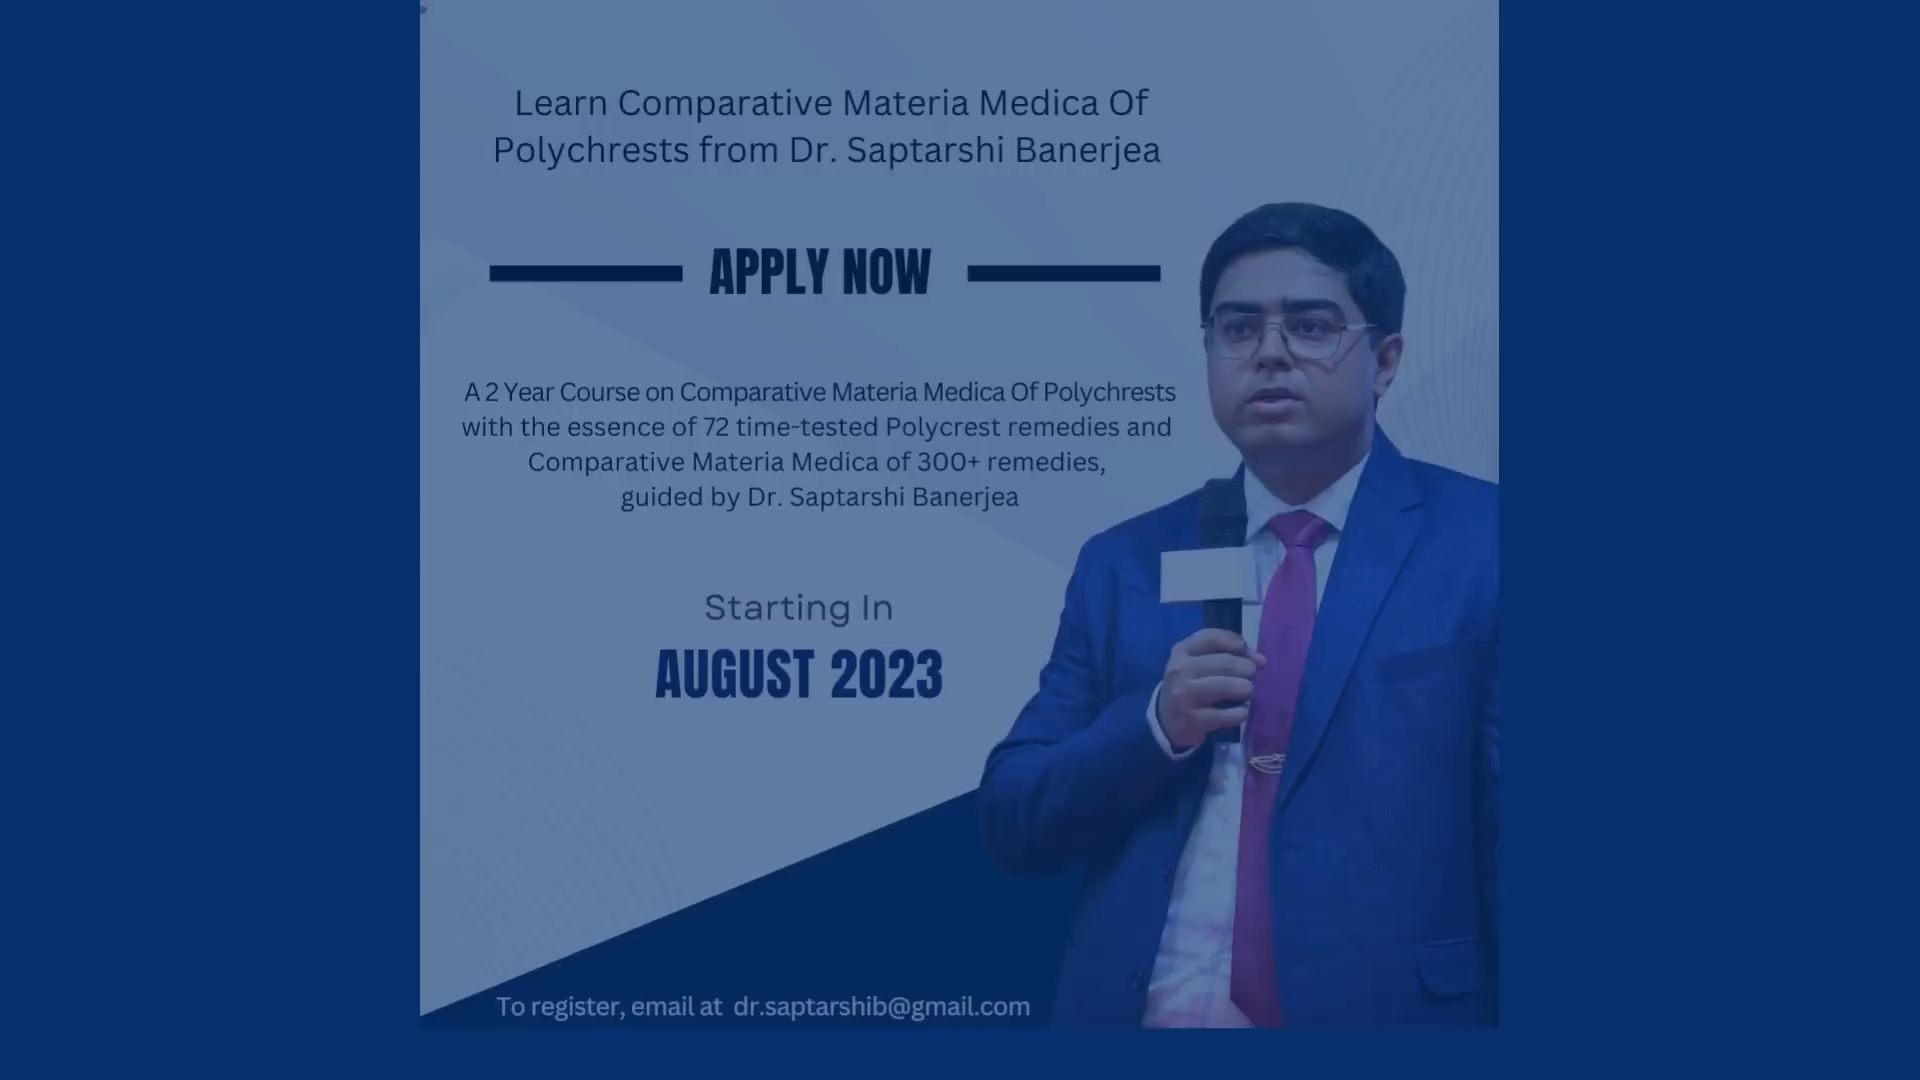 Learn Comparative Materia Medica Of
Polychrests from Dr. Saptarshi Banerjea
APPLY NOW
A 2 Year Course on Comparative Materia Medica Of Polychrests
with the essence of 72 time-tested Polycrest remedies and
Comparative Materia Medica of 300+ remedies,
guided by Dr. Saptarshi Banerjea
Starting In
AUGUST 2023
To register, email at dr.saptarshib@gmail.com